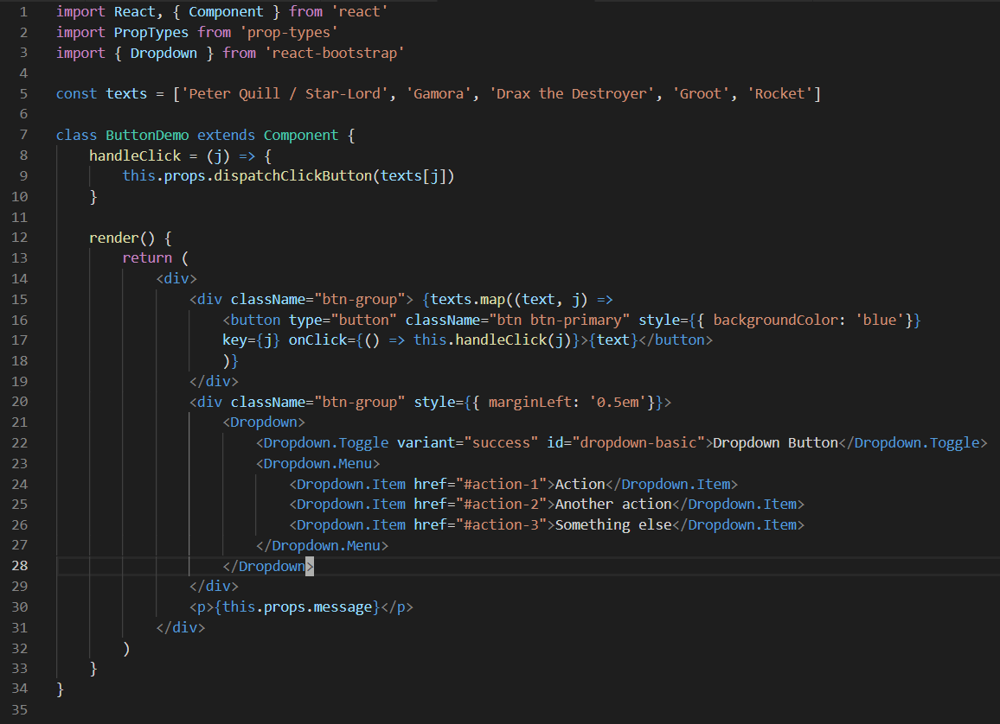 1 import React, { Component } from 'react'
2 import PropTypes from 'prop-types'
3 import { Dropdown } from 'react-bootstrap'
4
5 const texts = ['Peter Quill / Star-Lord', 'Gamora', 'Drax the Destroyer', 'Groot', 'Rocket']
6
7 class ButtonDemo extends Component {
8     handleClick = (j) => {
9         this.props.dispatchClickButton(texts[j])
10     }
11
12     render() {
13         return (
14             <div>
15                 <div className="btn-group"> {texts.map((text, j) =>
16                     <button type="button" className="btn btn-primary" style={{ backgroundColor: 'blue'}}
17                     key={j} onClick={() => this.handleClick(j)}>{text}</button>
18                     )}
19                 </div>
20                 <div className="btn-group" style={{ marginLeft: '0.5em'}}>
21                     <Dropdown>
22                         <Dropdown.Toggle variant="success" id="dropdown-basic">Dropdown Button</Dropdown.Toggle>
23                         <Dropdown.Menu>
24                             <Dropdown.Item href="#action-1">Action</Dropdown.Item>
25                             <Dropdown.Item href="#action-2">Another action</Dropdown.Item>
26                             <Dropdown.Item href="#action-3">Something else</Dropdown.Item>
27                         </Dropdown.Menu>
28                     </Dropdown>
29                 </div>
30                 <p>{this.props.message}</p>
31             </div>
32         )
33     }
34 }
35